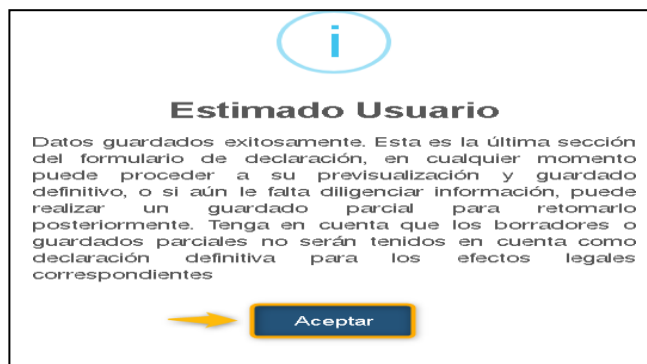 i
Estimado Usuario
Datos guardados exitosamente. Esta es la última sección
del formulario de declaración, en cualquier momento
puede proceder a su previsualización y guardado
definitivo, o si aún le falta diligenciar información, puede
realizar un guardado parcial para retomarlo
posteriormente. Tenga en cuenta que los borradores o
guardados parciales no serán tenidos en cuenta como
declaración definitiva para los efectos legales
correspondientes
Aceptar